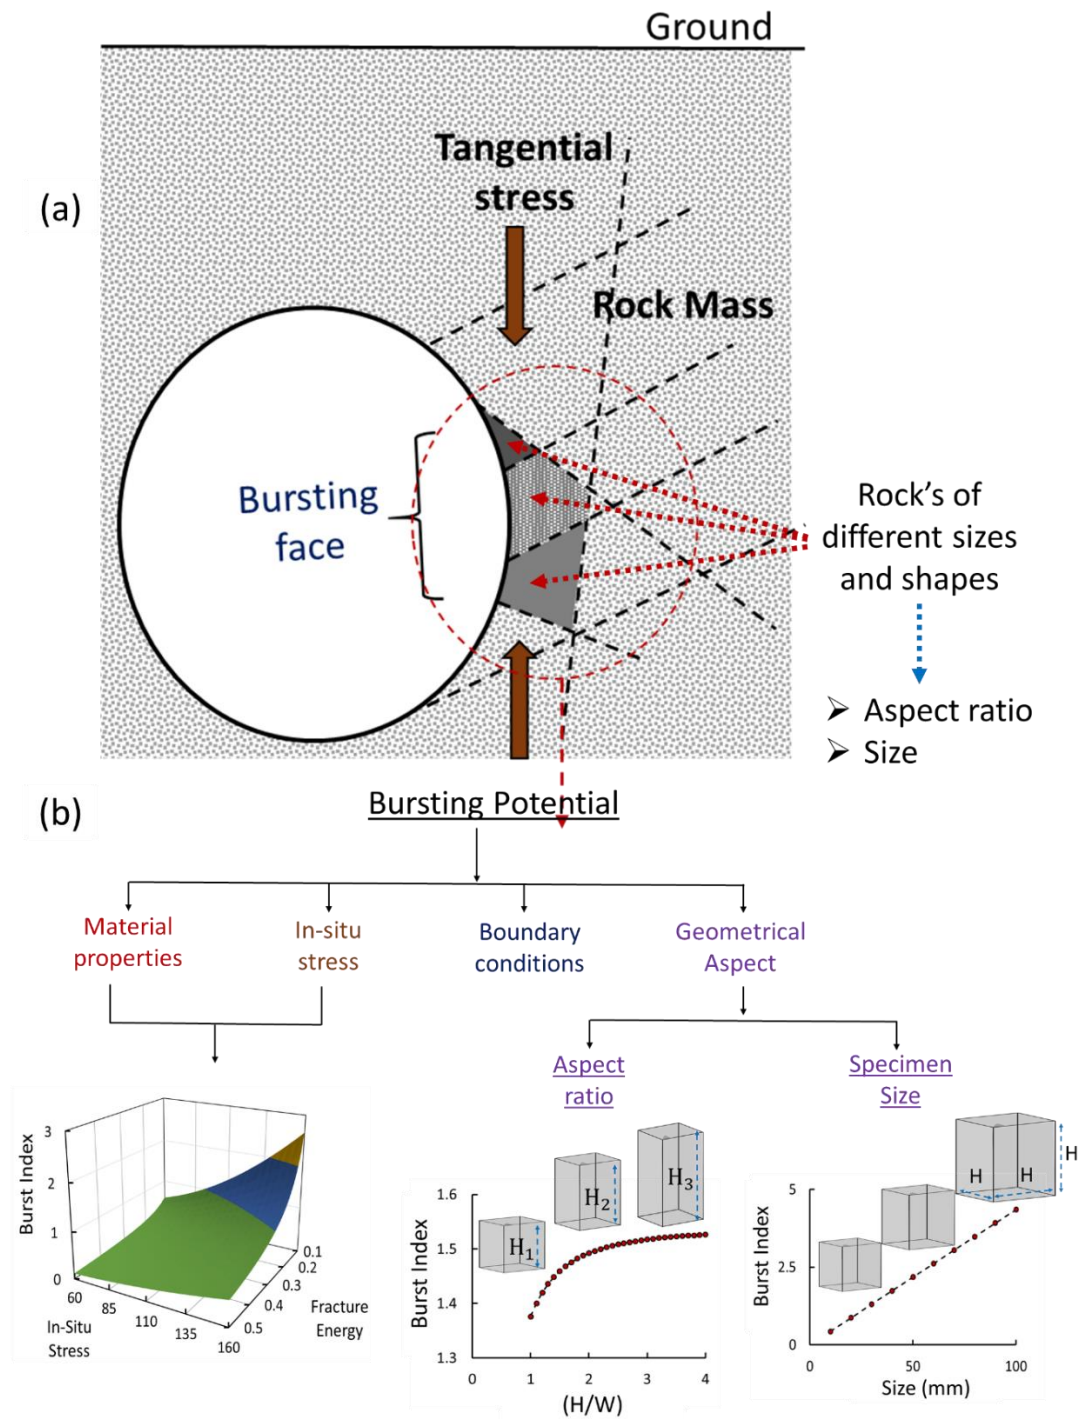 Ground
(a)
Tangential
stress
Rock Mass
Bursting
face
Rock's of
different sizes
and shapes
➢ Aspect ratio
➢ Size
(b)
Bursting Potential
Material
properties
In-situ
stress
Boundary
conditions
Geometrical
Aspect
Aspect
ratio
Specimen
Size
Burst Index
3
2
1
0
60
85
110
135
160
In-Situ
Stress
0.1
0.2
0.3
0.4
0.5
Fracture
Energy
Burst Index
1.6
1.5
1.4
1.3
0
1
2
3
4
(H/W)
H1
H2
H3
Burst Index
5
2.5
0
0
50
100
Size (mm)
H
H
H